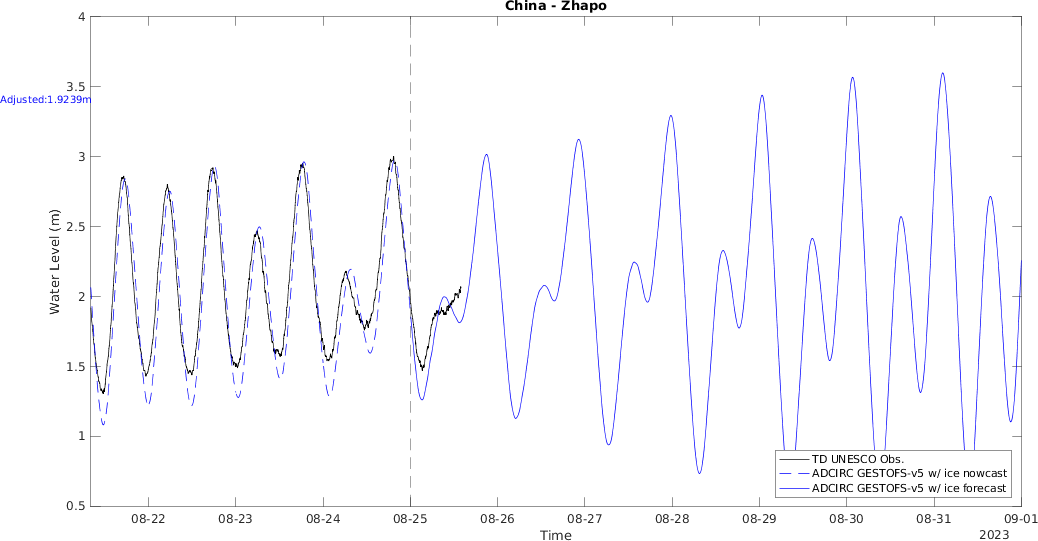 China - Zhapo
4
3.5
Adjusted:1.9239m
3
2.5
2
1.5
1
0.5
Water Level (m)
TD UNESCO Obs.
ADCIRC GESTOFS-v5 w/ ice nowcast
ADCIRC GESTOFS-v5 w/ ice forecast
08-22 08-23 08-24 08-25 08-26 08-27 08-28 08-29 08-30 08-31 09-01
Time
2023